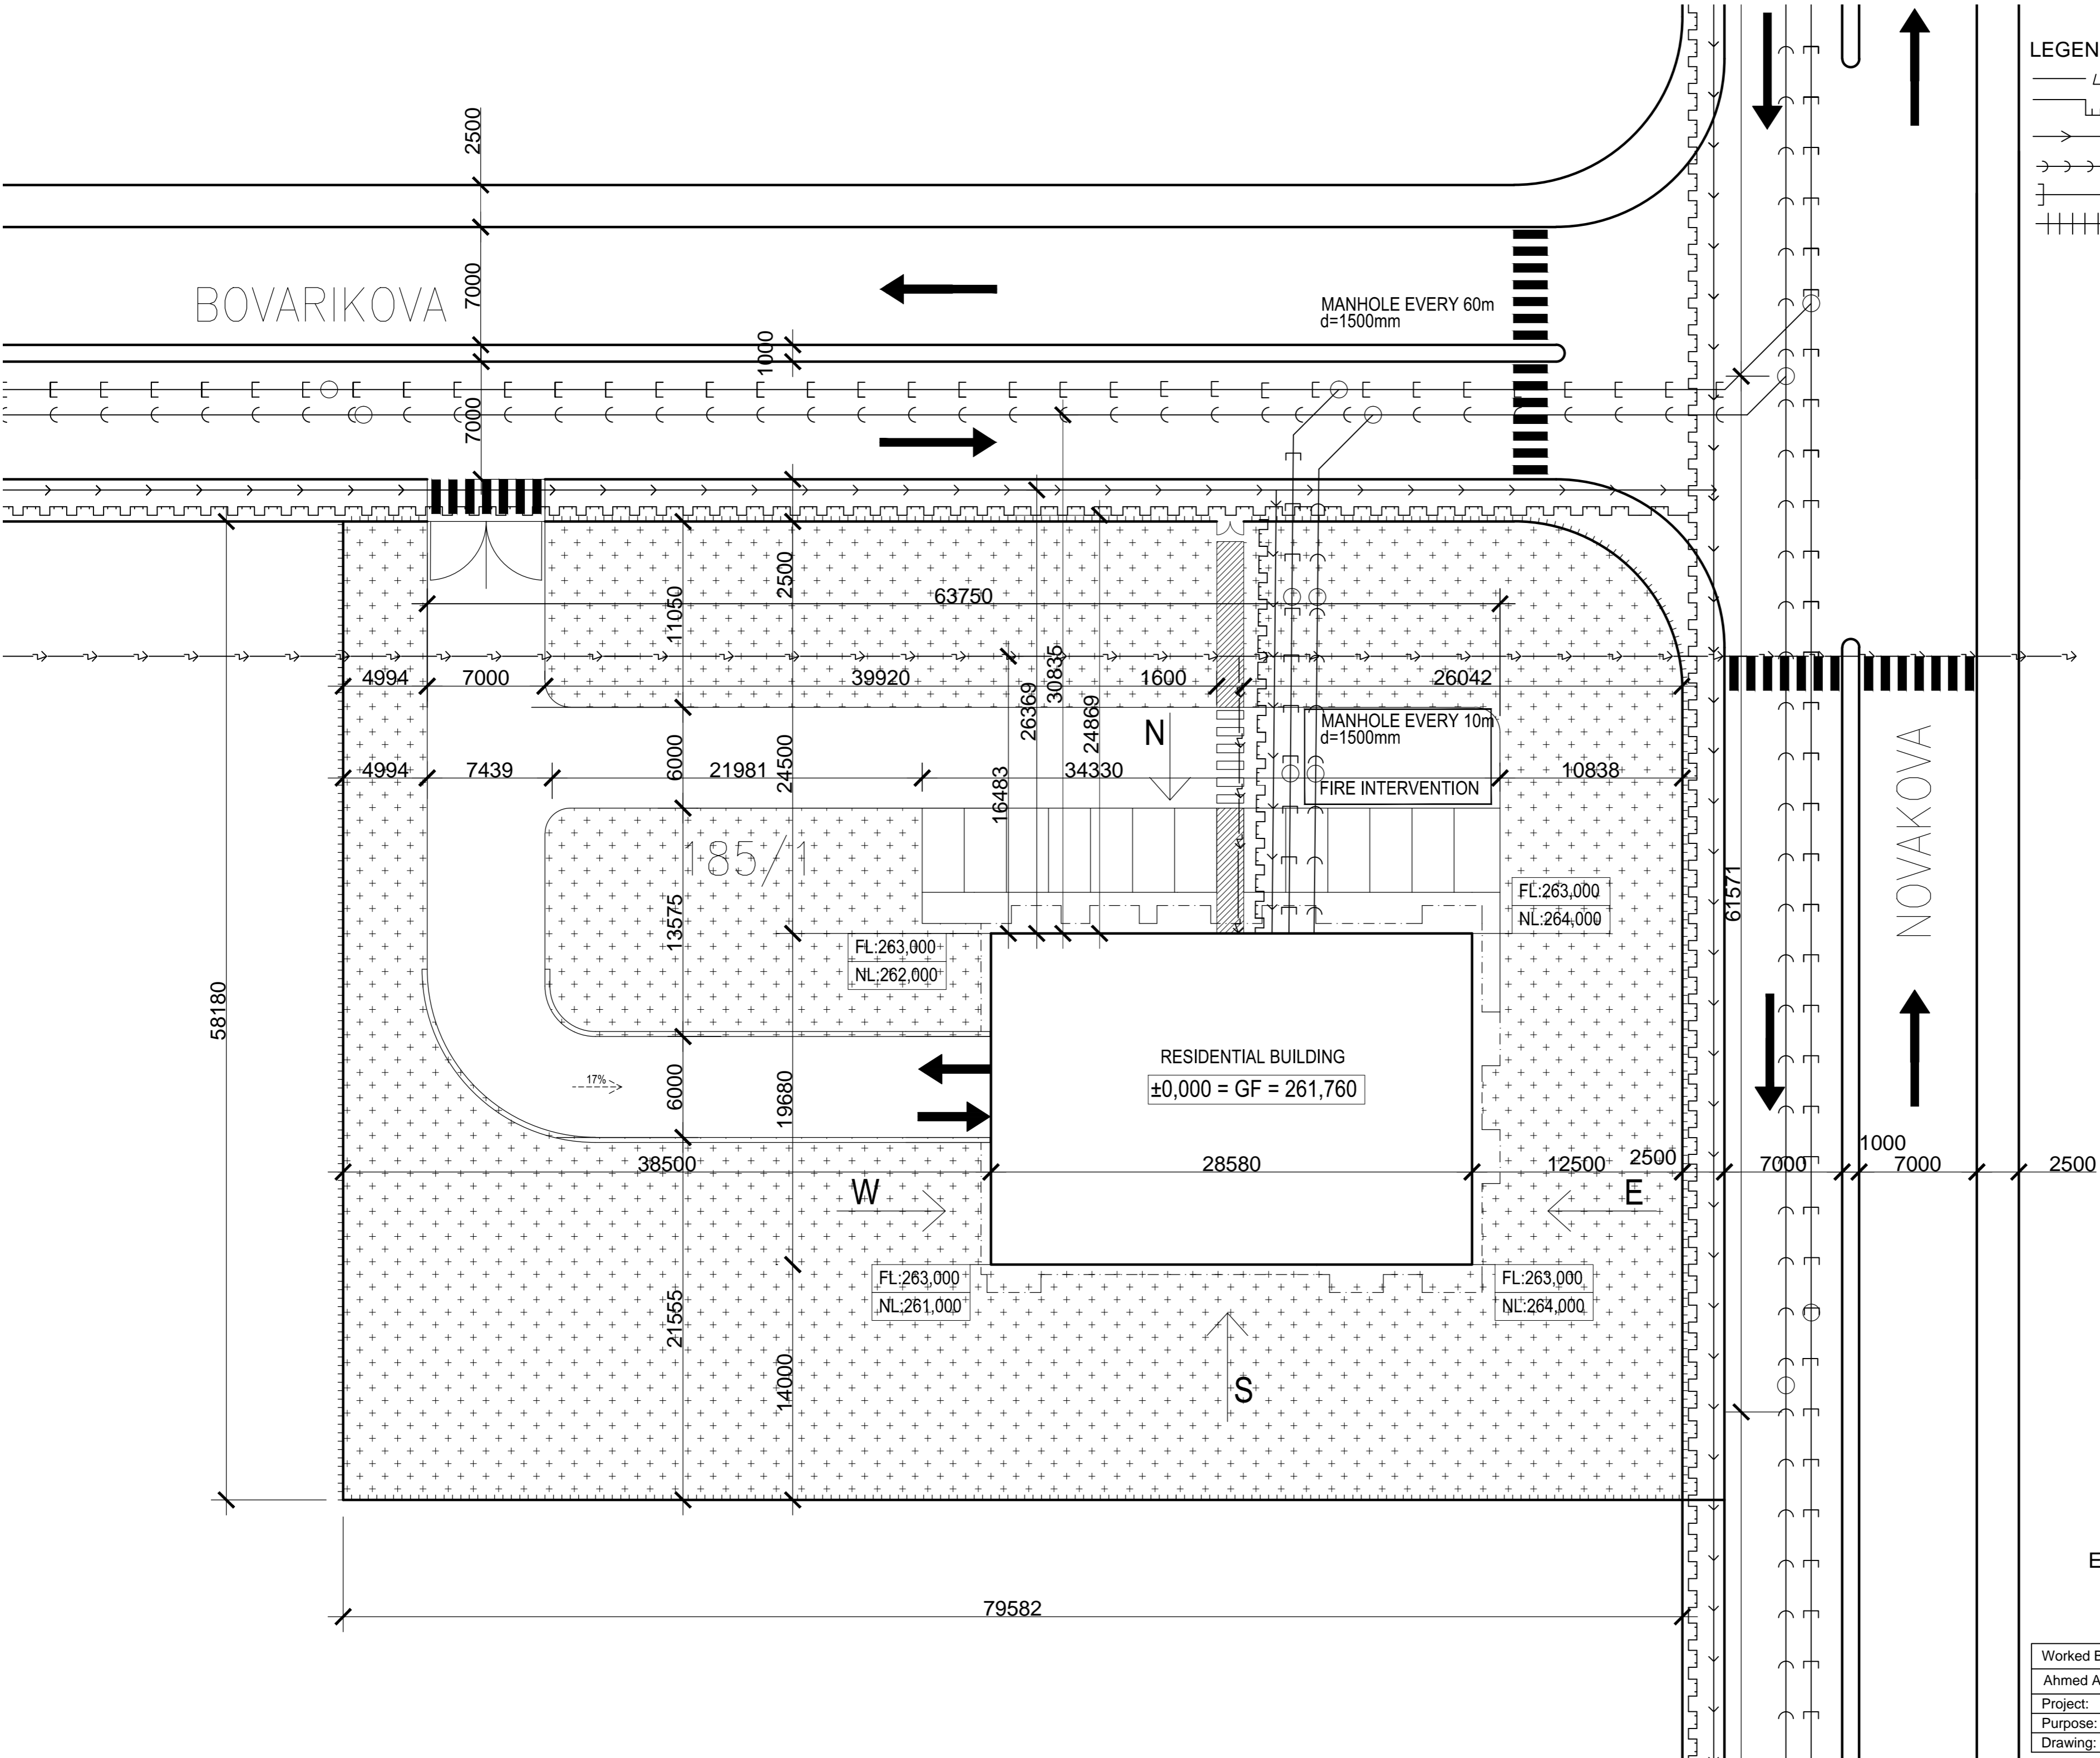 LEGEN
2500
BOVARIKOVA
7000
1000
7000
MANHOLE EVERY 60m
d=1500mm
2500
11050
63750
4994
7000
39920
1600
26042
26369
30835
24869
16483
N
MANHOLE EVERY 10m
d=1500mm
FIRE INTERVENTION
4994
7439
6000
21981
24500
34330
10838
NOVAKOVA
185/1
13575
61571
FL:263,000
NL:264,000
FL:263,000
NL:262,000
58180
RESIDENTIAL BUILDING
±0,000 = GF = 261,760
17%
6000
19680
38500
28580
12500
2500
7000
1000
7000
2500
W
E
FL:263,000
NL:261,000
FL:263,000
NL:264,000
21555
14000
S
79582
E
Worked B
Ahmed A
Project:
Purpose:
Drawing: